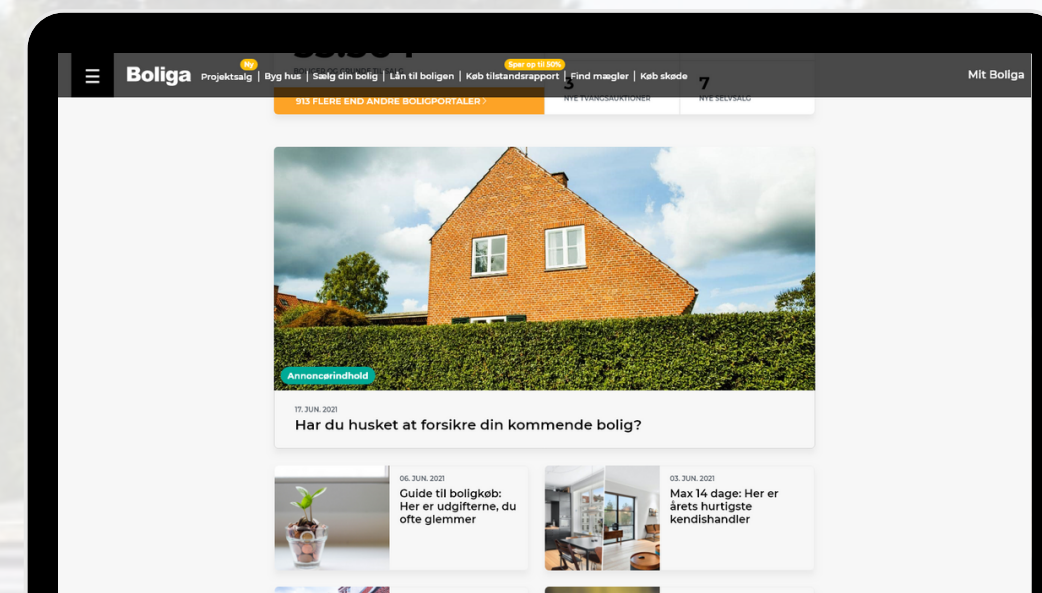 Ny
Spar op til 50%
Boliga Projektsalg | Byg hus | Sælg din bolig | Lån til boligen | Køb tilstandsrapport | Find mægler | Køb skøde
Mit Boliga
913 FLERE END ANDRE BOLIGPORTALER >
3
NYE TVANGSAUKTIONER
7
NYE SELVSALG
Annoncørindhold
17. JUN. 2021
Har du husket at forsikre din kommende bolig?
06. JUN. 2021
Guide til boligkøb:
Her er udgifterne, du
ofte glemmer
03. JUN. 2021
Max 14 dage: Her er
årets hurtigste
kendishandler